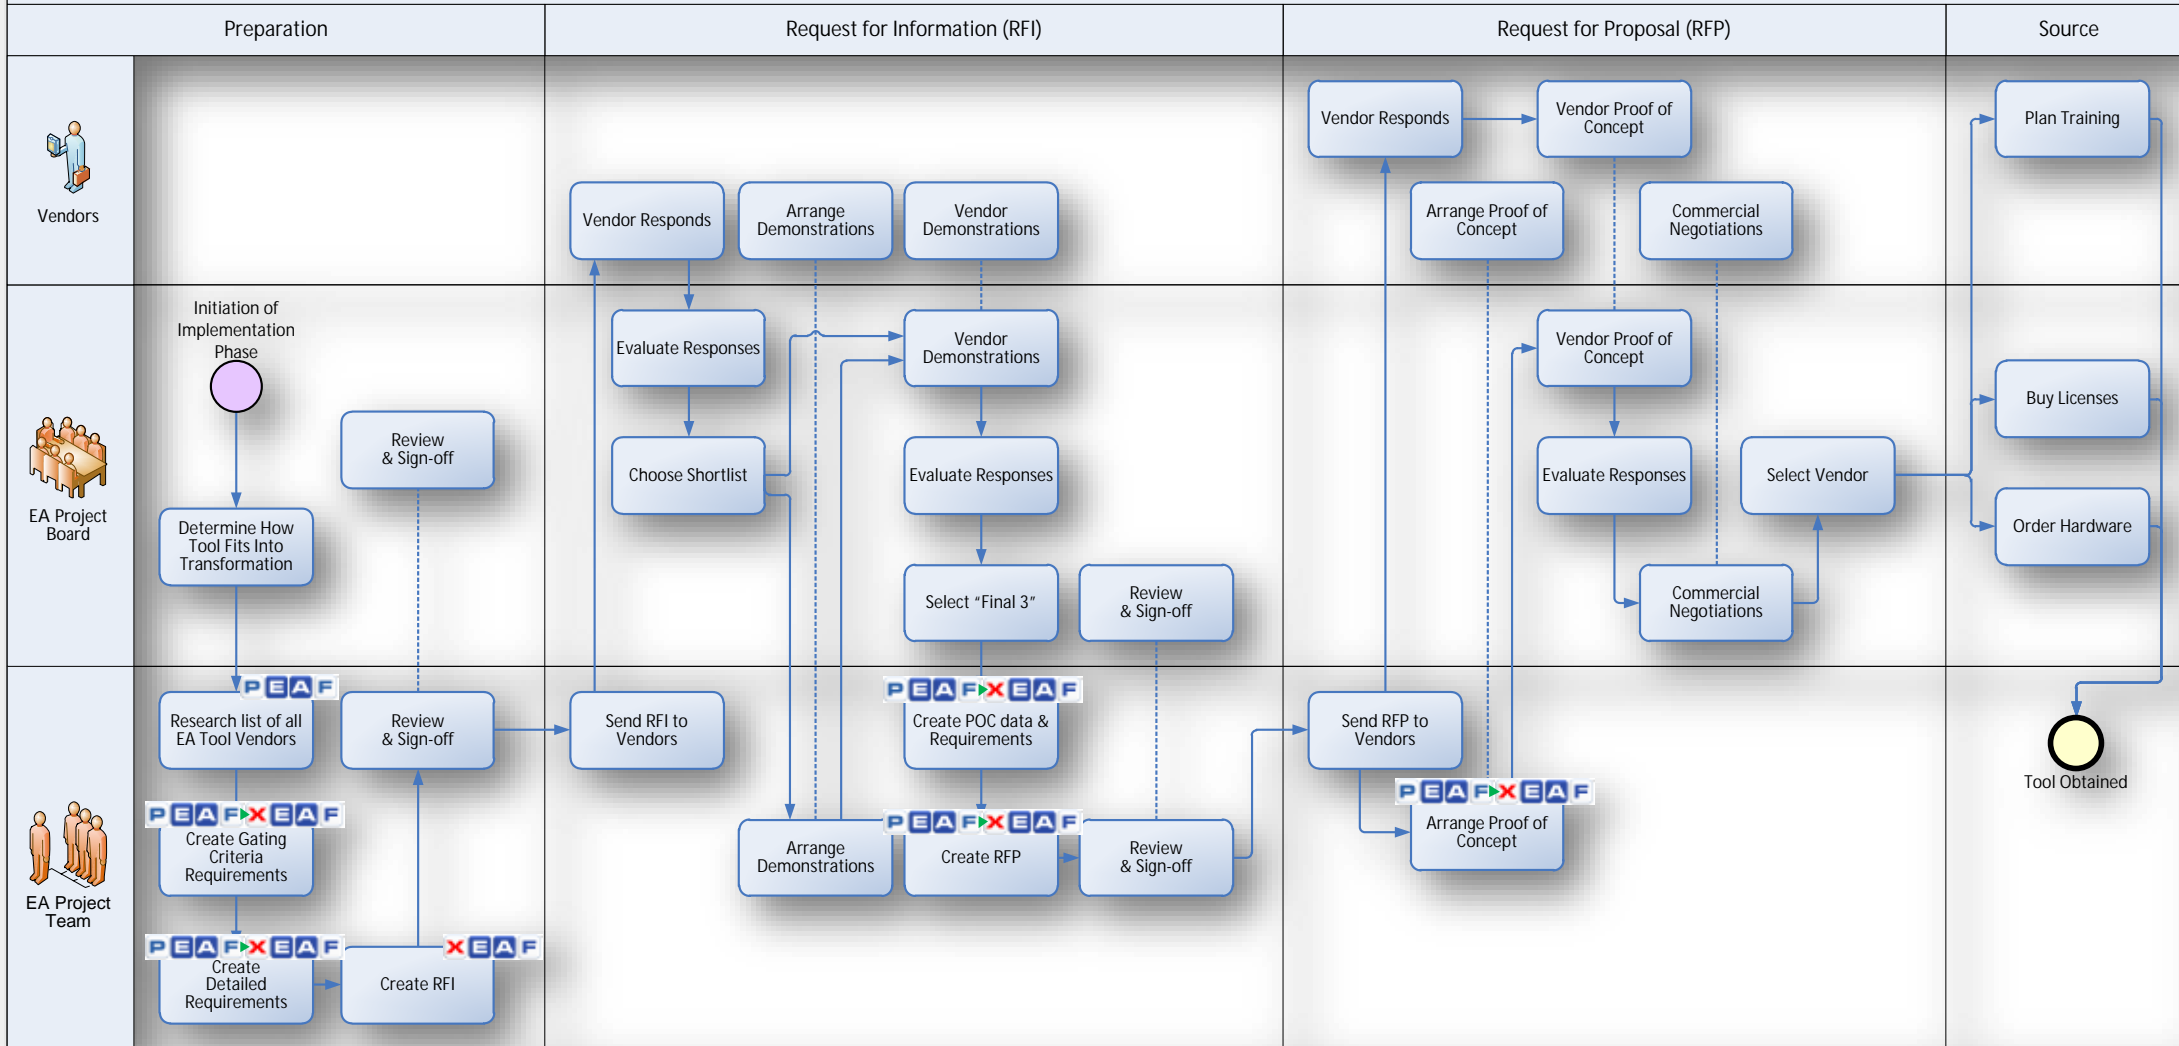 Preparation
Request for Information (RFI)
Request for Proposal (RFP)
Source
Vendors
Vendor Responds
Arrange
Demonstrations
Vendor
Demonstrations
Vendor Responds
Vendor Proof of
Concept
Arrange Proof of
Concept
Commercial
Negotiations
Plan Training
EA Project
Board
Initiation of
Implementation
Phase
Determine How
Tool Fits Into
Transformation
Review
& Sign-off
Evaluate Responses
Choose Shortlist
Vendor
Demonstrations
Evaluate Responses
Select “Final 3”
Review
& Sign-off
Vendor Proof of
Concept
Evaluate Responses
Commercial
Negotiations
Select Vendor
Buy Licenses
Order Hardware
EA Project
Team
PEAF
Research list of all
EA Tool Vendors
PEAF XEAF
Create Gating
Criteria
Requirements
PEAF XEAF
Create
Detailed
Requirements
XEAF
Create RFI
Review
& Sign-off
Send RFI to
Vendors
Arrange
Demonstrations
PEAF XEAF
Create POC data &
Requirements
PEAF XEAF
Create RFP
Review
& Sign-off
Send RFP to
Vendors
PEAF XEAF
Arrange Proof of
Concept
Tool Obtained